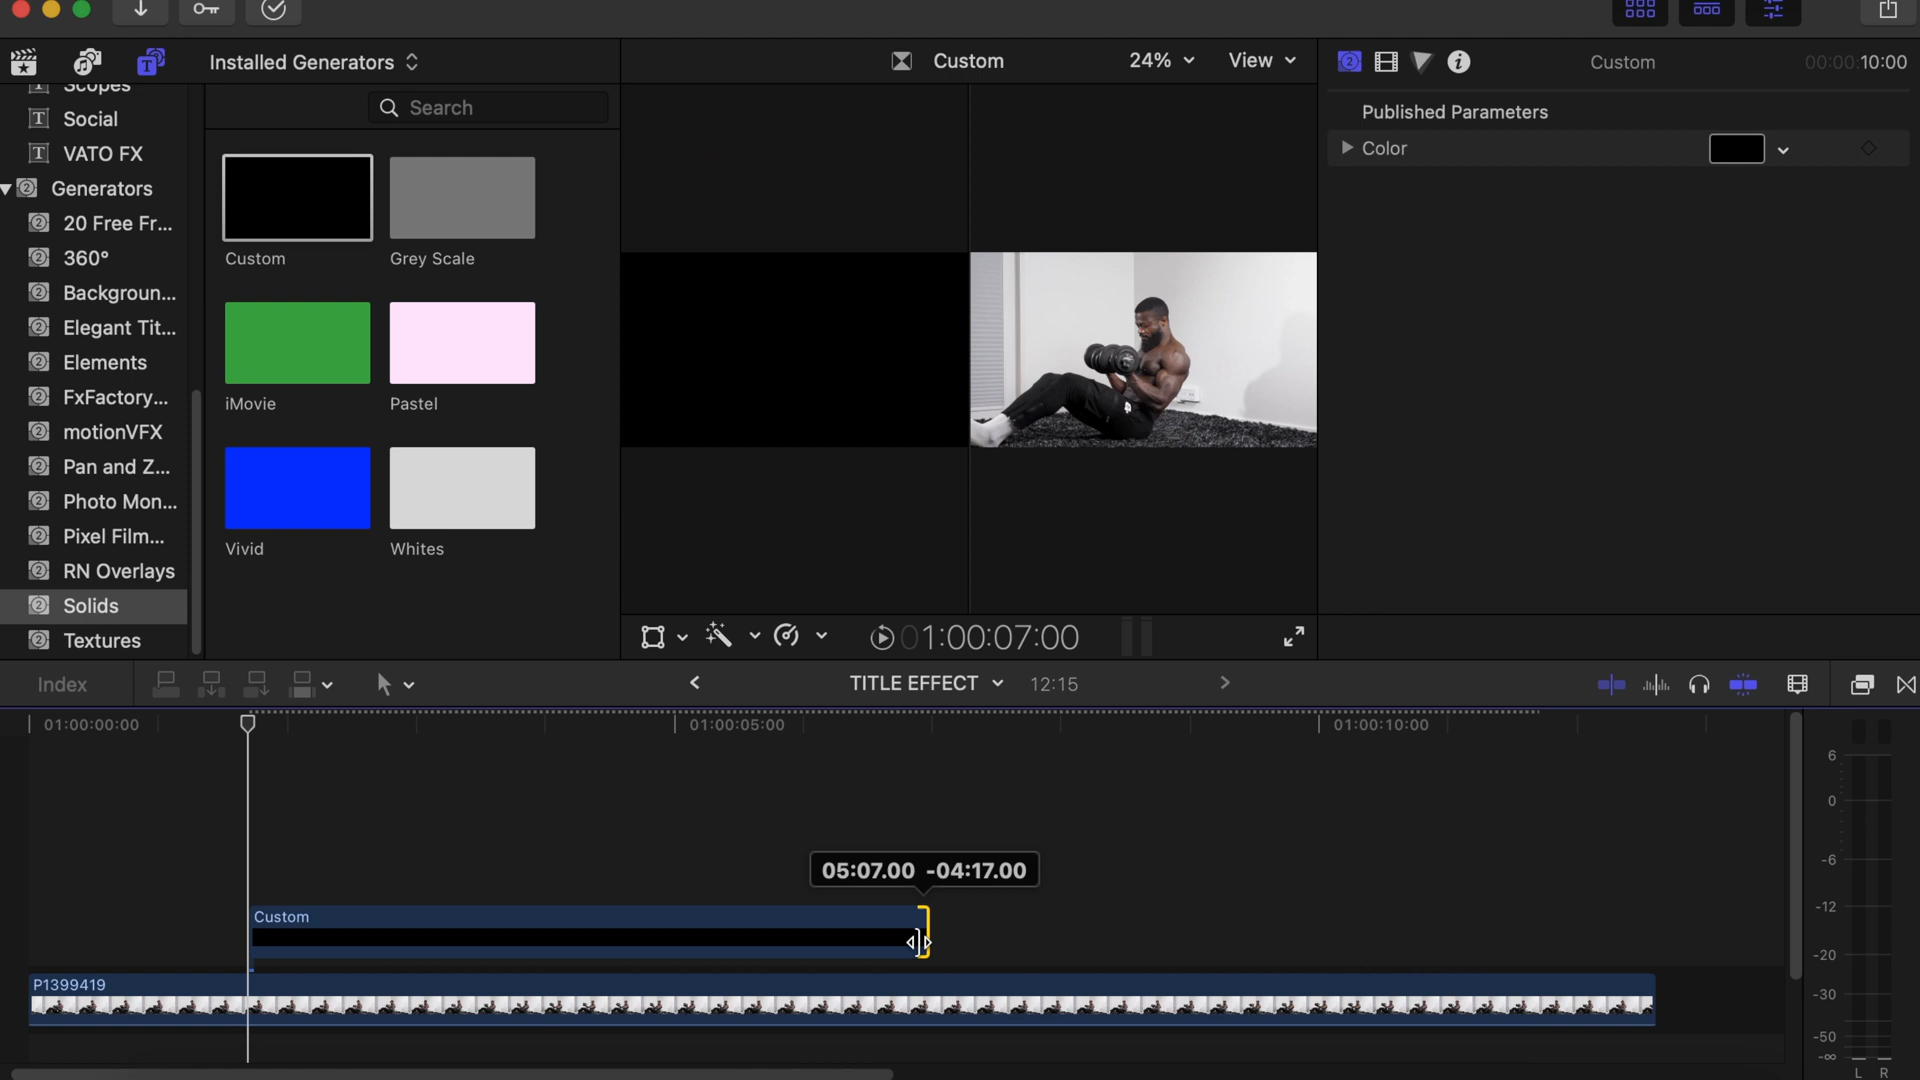 Installed Generators
Custom
24%
View
Custom
00:00:10:00
Scopes
Social
VATO FX
Generators
20 Free Fr...
360°
Backgroun...
Elegant Tit...
Elements
FxFactory...
motionVFX
Pan and Z...
Photo Mon...
Pixel Film...
RN Overlays
Solids
Textures
Search
Custom
Grey Scale
iMovie
Pastel
Vivid
Whites
Published Parameters
Color
01:00:07:00
Index
TITLE EFFECT
12:15
01:00:00:00
01:00:05:00
01:00:10:00
05:07.00 -04:17.00
Custom
P1399419
6
0
-6
-12
-20
-30
-50
-∞
L R